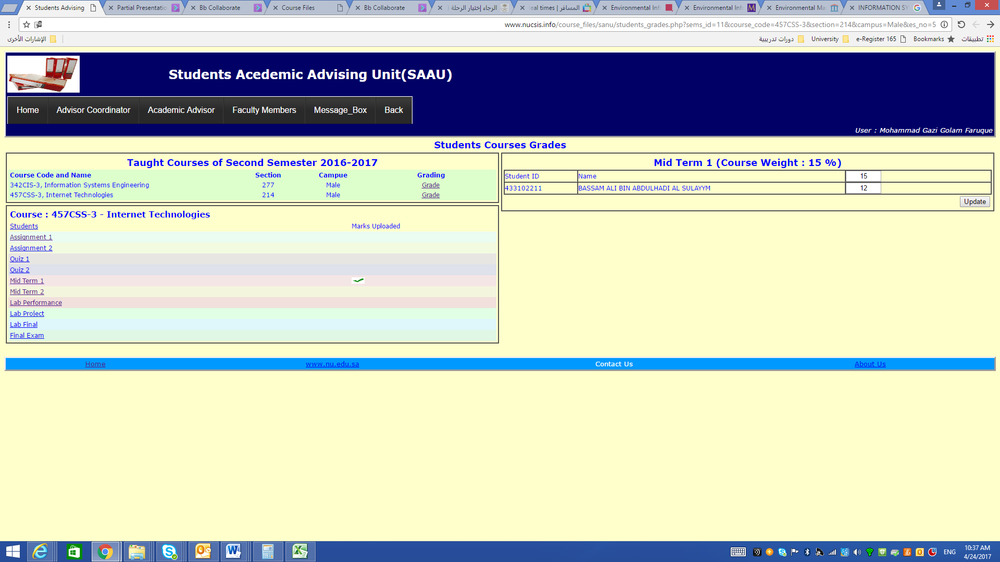 Students Advising
Partial Presentatio
Bb Collaborate
Course Files
Bb Collaborate
الرجاء إختيار الرحلة (
eal times | المسافر
Environmental Inf
Environmental Inf
Environmental Ma
INFORMATION SY
www.nucsis.info/course_files/sanu/students_grades.php?sems_id=11&course_code=457CSS-3&section=214&campus=Male&es_no=5
الإشارات الأخرى
دورات تدريبية
University
e-Register 165
Bookmarks
تطبيقات
Students Acedemic Advising Unit(SAAU)
Home Advisor Coordinator Academic Advisor Faculty Members Message_Box Back
User : Mohammad Gazi Golam Faruque
Students Courses Grades
Taught Courses of Second Semester 2016-2017
Course Code and Name Section Campue Grading
342CIS-3, Information Systems Engineering 277 Male Grade
457CSS-3, Internet Technologies 214 Male Grade
Mid Term 1 (Course Weight : 15 %)
Student ID Name 15
433102211 BASSAM ALI BIN ABDULHADI AL SULAYYM 12
Update
Course : 457CSS-3 - Internet Technologies
Students Marks Uploaded
Assignment 1
Assignment 2
Quiz 1
Quiz 2
Mid Term 1
Mid Term 2
Lab Performance
Lab Project
Lab Final
Final Exam
Home www.nu.edu.sa Contact Us About Us
ENG
10:37 AM
4/24/2017